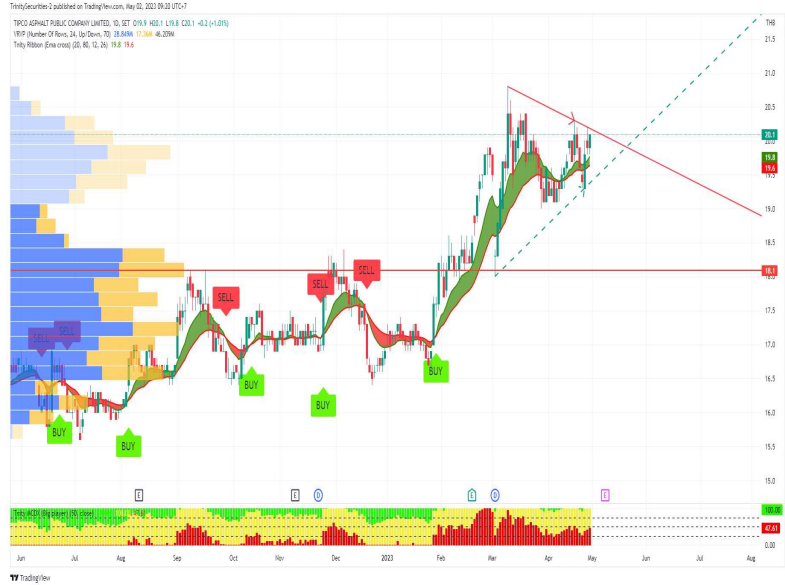 TrinitySecurities-2 published on TradingView.com, May 02, 2023 09:20 UTC+7
TIPCO ASPHALT PUBLIC COMPANY LIMITED, 1D, SET O19.9 H20.1 L19.8 C20.1 +0.2 (+1.01%)
THB
VRVP (Number Of Rows, 24, Up/Down, 70) 28.849M 17.36M 46.209M
Trinity Ribbon (Ema cross) (20, 80, 12, 26) 19.8 19.6
21.5
21.0
20.5
20.1
19.8
19.6
19.5
19.0
18.5
18.1
SELL
SELL
SELL
17.5
SELL
SELL
17.0
BUY
BUY
16.5
BUY
16.0
BUY
BUY
15.5
15.0
E
E
D
E
D
E
Trinity MCDX (Big player) (50, close)
100.00
47.61
0.00
Jun
Jul
Aug
Sep
Oct
Nov
Dec
2023
Mar
Apr
May
Jun
Jul
Aug
TradingView